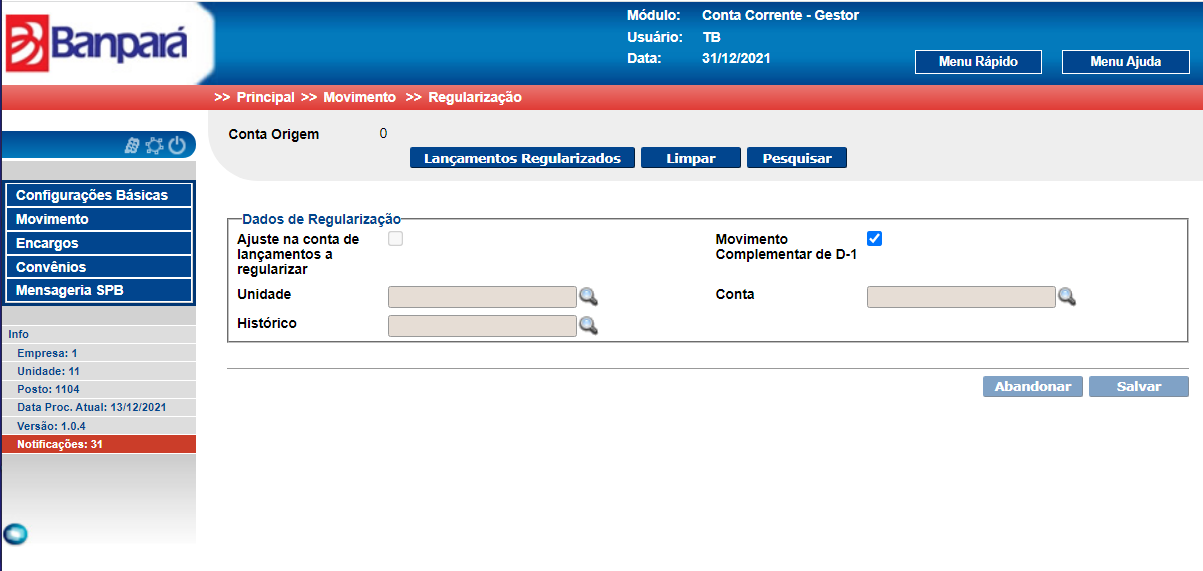 Banpará
Módulo: Conta Corrente - Gestor
Usuário: TB
Data: 31/12/2021
Menu Rápido
Menu Ajuda
>> Principal >> Movimento >> Regularização
Conta Origem 0
Lançamentos Regularizados Limpar Pesquisar
Configurações Básicas
Movimento
Encargos
Convênios
Mensageria SPB
Info
Empresa: 1
Unidade: 11
Posto: 1104
Data Proc. Atual: 13/12/2021
Versão: 1.0.4
Notificações: 31
Dados de Regularização
Ajuste na conta de
lançamentos a
regularizar
Movimento
Complementar de D-1
Unidade
Conta
Histórico
Abandonar Salvar